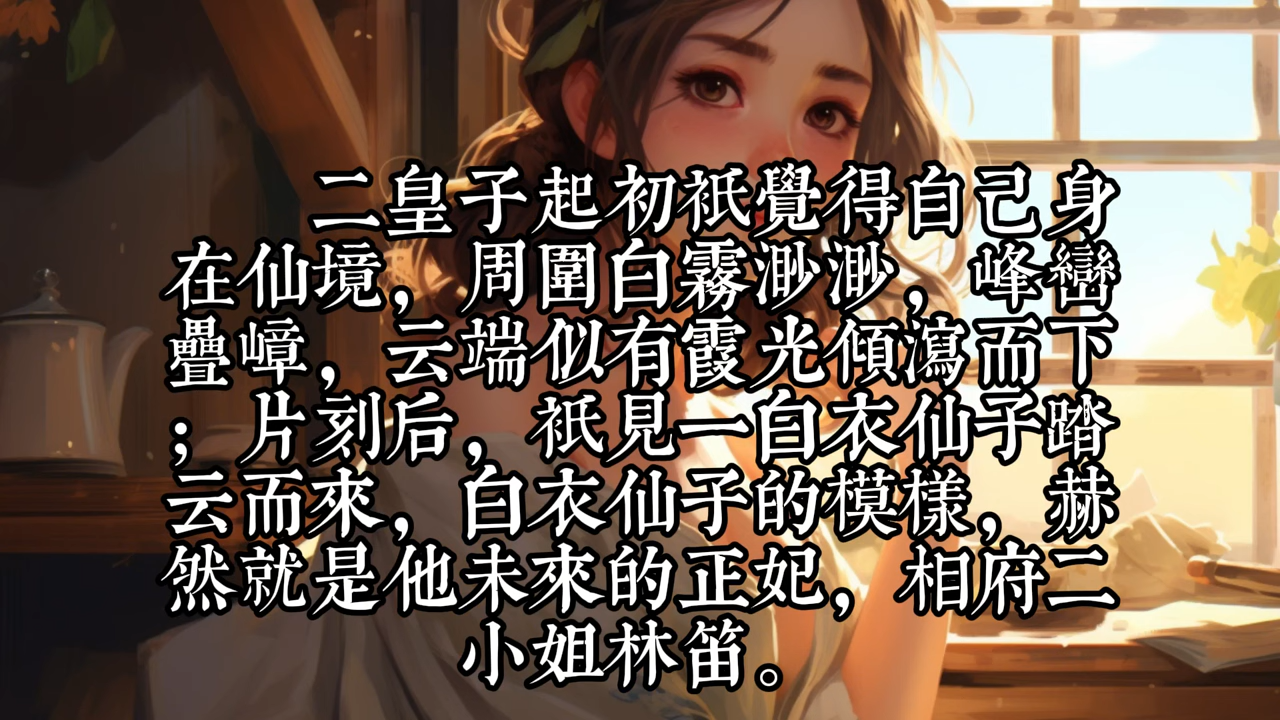 二皇子起初衹覺得自己身
在仙境，周圍白霧渺渺，峰巒
疊嶂，云端似有霞光傾瀉而下
；片刻后，衹見一白衣仙子踏
云而來，白衣仙子的模樣，赫
然就是他未來的正妃，相府二
小姐林笛。